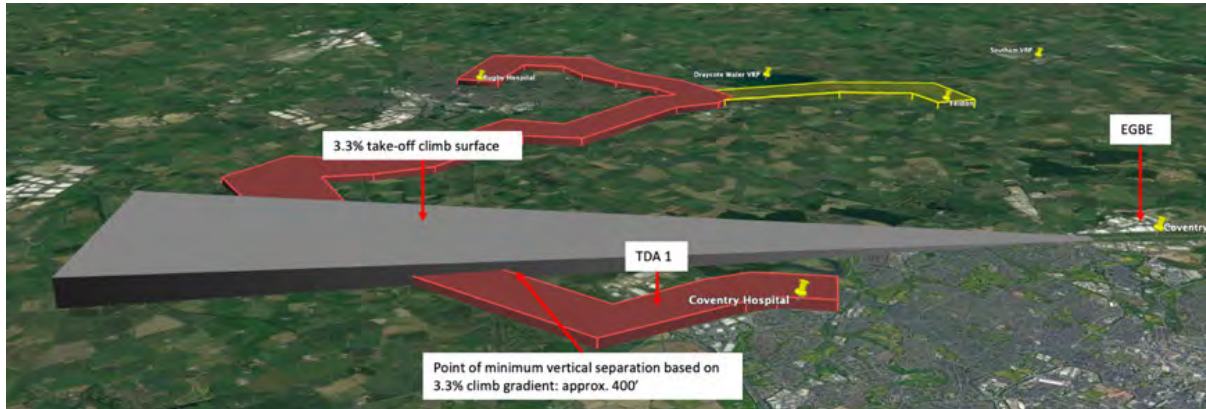 Southam VRP
Rugby Hospital
Draycote Water VRP
Feldon
3.3% take-off climb surface
EGBE
Coventry
TDA 1
Coventry Hospital
Point of minimum vertical separation based on
3.3% climb gradient: approx. 400'